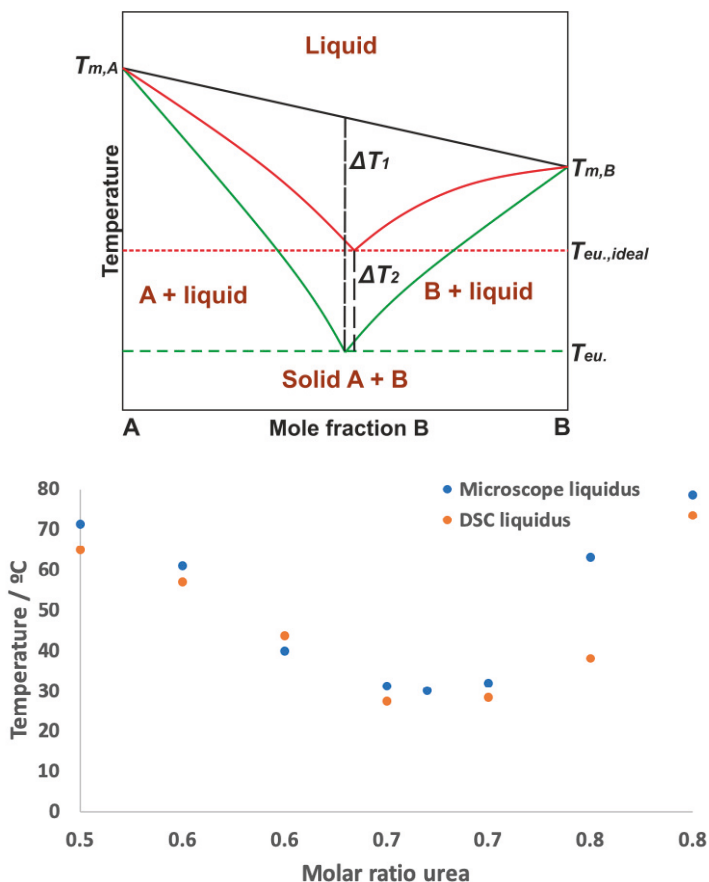 Liquid
Tm,A
ΔT1
Tm,B
Temperature
Teu.,ideal
ΔT2
A + liquid
B + liquid
Teu.
Solid A + B
A
Mole fraction B
B
80
Microscope liquidus
70
DSC liquidus
60
50
40
30
20
10
0
Temperature / ºC
0.5 0.6 0.6 0.7 0.7 0.8 0.8
Molar ratio urea